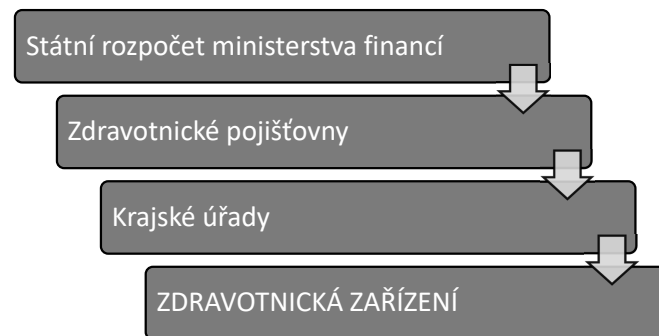 Státní rozpočet ministerstva financí
Zdravotnické pojišťovny
Krajské úřady
ZDRAVOTNICKÁ ZAŘÍZENÍ